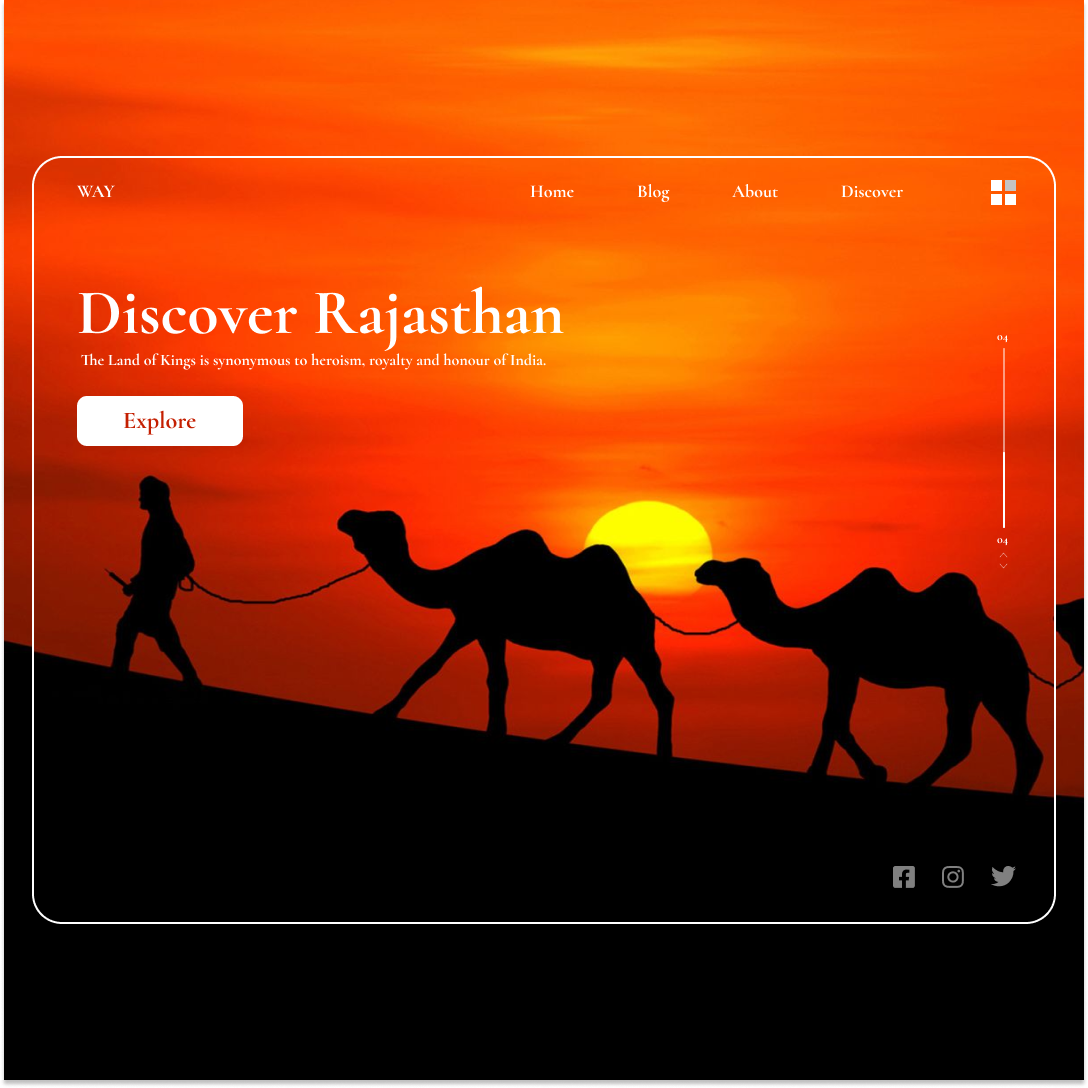 WAY
Home Blog About Discover
Discover Rajasthan
The Land of Kings is synonymous to heroism, royalty and honour of India.
Explore
04
04